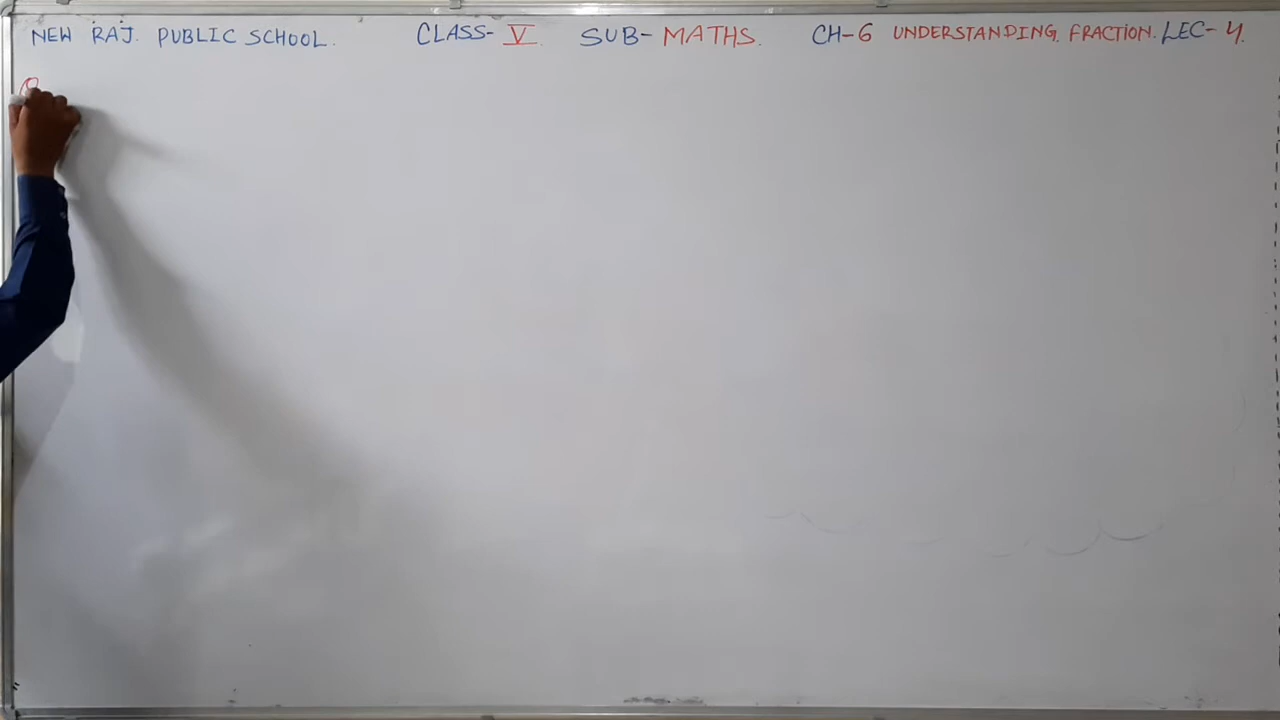 NEW RAJ. PUBLIC SCHOOL. CLASS- V. SUB- MATHS. CH-6 UNDERSTANDING. FRACTION. LEC- 4.